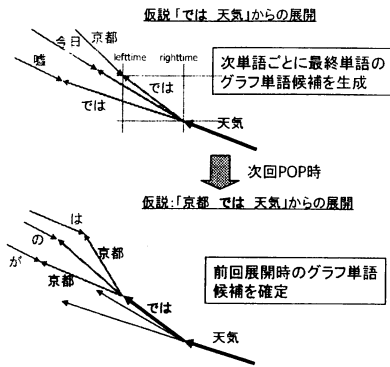 仮説「では 天気」からの展開
今日
京都
lefttime
righttime
嘘
では
では
天気
次単語ごとに最終単語の
グラフ単語候補を生成
次回POP時
仮説:「京都 では 天気」からの展開
は
の
京都
が
京都
では
天気
前回展開時のグラフ単語
候補を確定